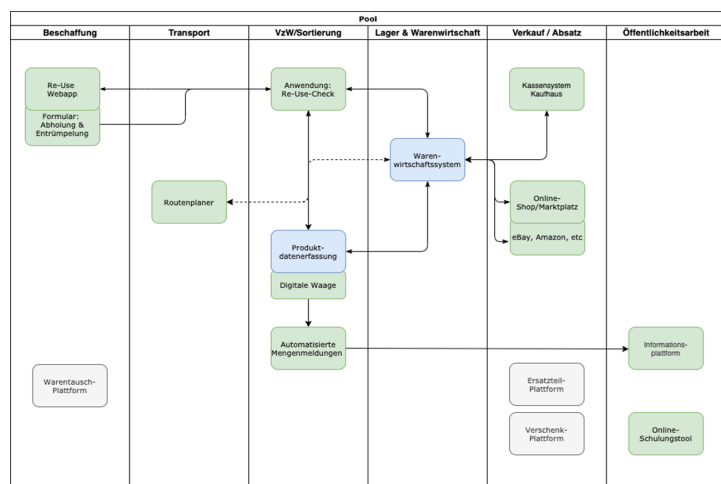 Pool
Beschaffung
Transport
VzW/Sortierung
Lager & Warenwirtschaft
Verkauf / Absatz
Öffentlichkeitsarbeit
Re-Use
Webapp
Formular:
Abholung &
Entrümpelung
Anwendung:
Re-Use-Check
Kassensystem
Kaufhaus
Waren-
wirtschaftssystem
Routenplaner
Online-
Shop/Marktplatz
eBay, Amazon, etc
Produkt-
datenerfassung
Digitale Waage
Automatisierte
Mengenmeldungen
Informations-
plattform
Warentausch-
Plattform
Ersatzteil-
Plattform
Verschenk-
Plattform
Online-
Schulungstool